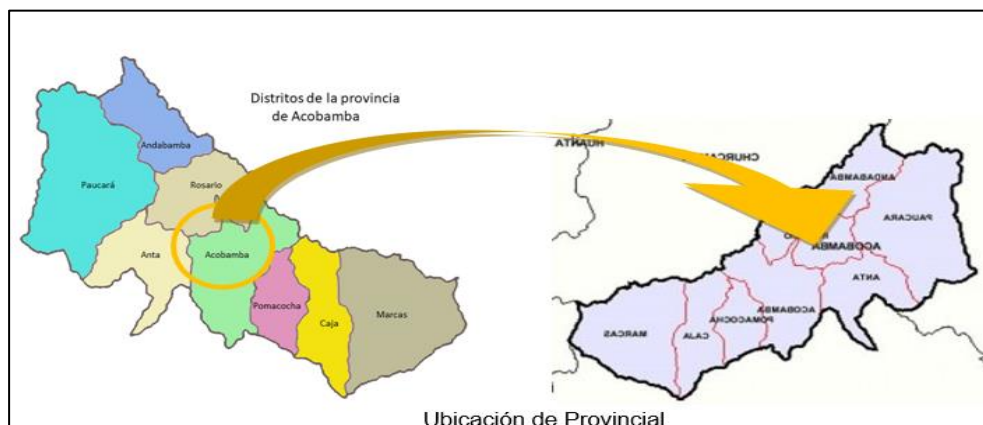 Distritos de la provincia
de Acobamba
Andabamba
Paucará
Rosario
Anta
Acobamba
Pomacocha
Caja
Marcas
HUANTA
ANDABAMBA
PAUCARA
ACOBAMBA
ANTA
ACOBAMBA
POMACOCHA
CAJA
MARCAS
Ubicación de Provincial